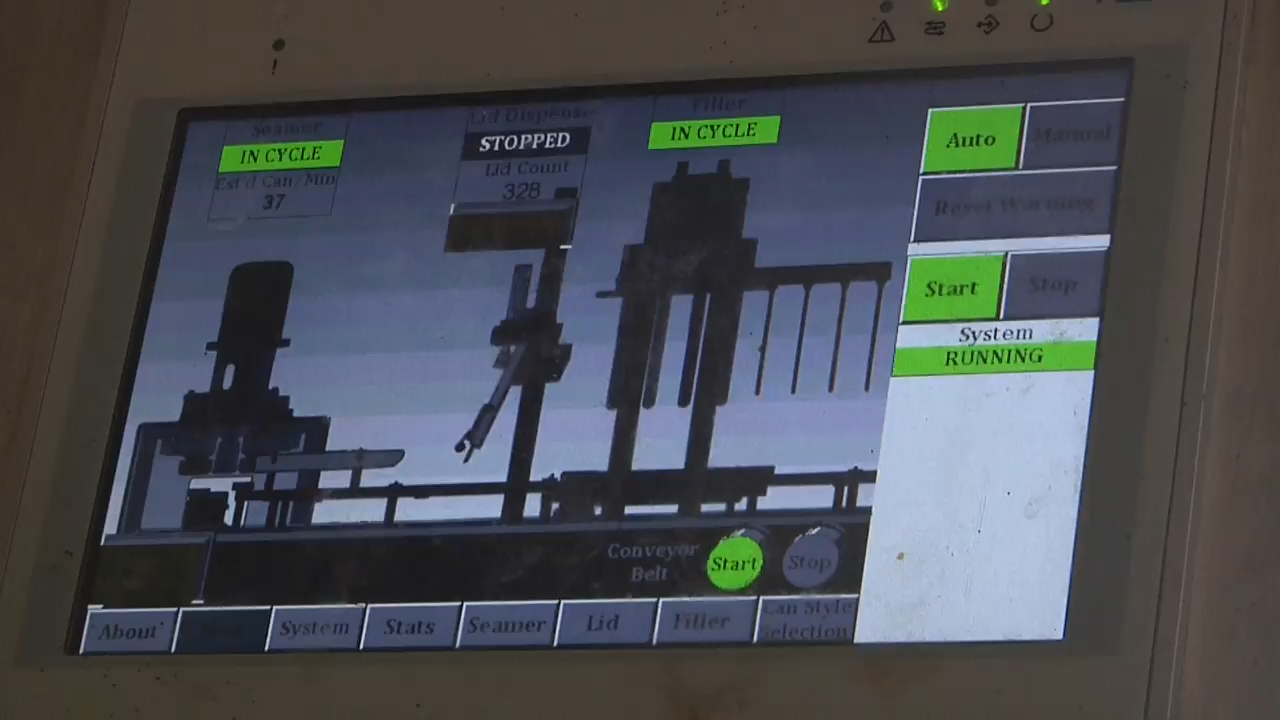 Seamer
IN CYCLE
Est'd Can/Min
37
Lid Dispenser
STOPPED
Lid Count
328
Filler
IN CYCLE
Auto
Manual
Reset Warning
Start
Stop
System
RUNNING
Conveyor
Belt
Start
Stop
About
System
Stats
Seamer
Lid
Filler
Can Style
Selection